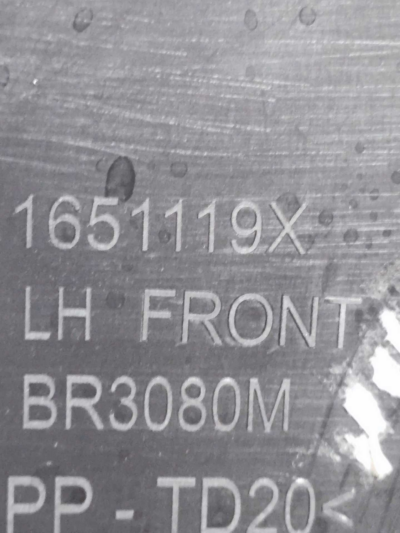 1651119X
LH FRONT
BR3080M
PP - TD20<